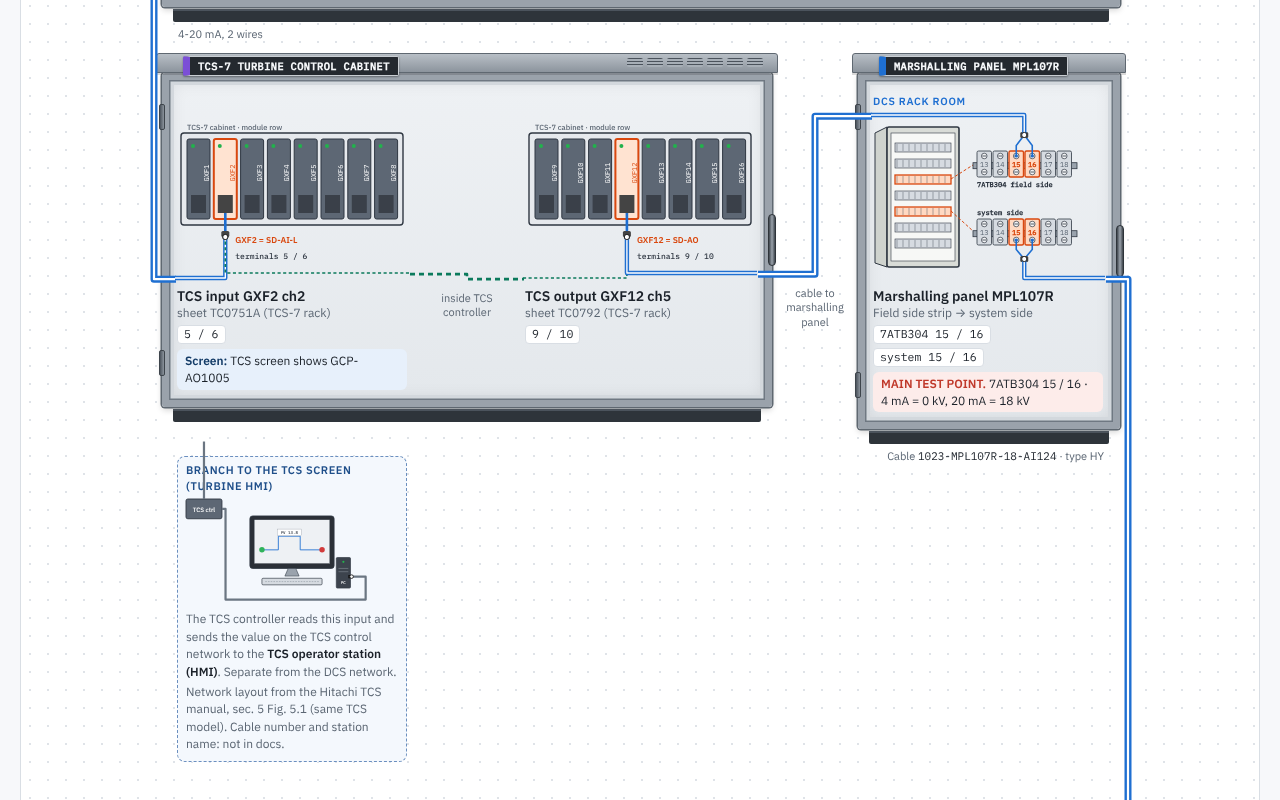 4-20 mA, 2 wires
TCS-7 TURBINE CONTROL CABINET
MARSHALLING PANEL MPL107R
DCS RACK ROOM
TCS-7 cabinet · module row
GXF1
GXF2
GXF3
GXF4
GXF5
GXF6
GXF7
GXF8
TCS-7 cabinet · module row
GXF9
GXF10
GXF11
GXF12
GXF13
GXF14
GXF15
GXF16
13 14 15 16 17 18
7ATB304 field side
system side
13 14 15 16 17 18
GXF2 = SD-AI-L
terminals 5 / 6
GXF12 = SD-AO
terminals 9 / 10
TCS input GXF2 ch2
sheet TC0751A (TCS-7 rack)
5 / 6
Screen: TCS screen shows GCP-
AO1005
inside TCS
controller
TCS output GXF12 ch5
sheet TC0792 (TCS-7 rack)
9 / 10
cable to
marshalling
panel
Marshalling panel MPL107R
Field side strip → system side
7ATB304 15 / 16
system 15 / 16
MAIN TEST POINT. 7ATB304 15 / 16 ·
4 mA = 0 kV, 20 mA = 18 kV
Cable 1023-MPL107R-18-AI124 · type HY
BRANCH TO THE TCS SCREEN
(TURBINE HMI)
TCS ctrl
PC
The TCS controller reads this input and
sends the value on the TCS control
network to the TCS operator station
(HMI). Separate from the DCS network.
Network layout from the Hitachi TCS
manual, sec. 5 Fig. 5.1 (same TCS
model). Cable number and station
name: not in docs.